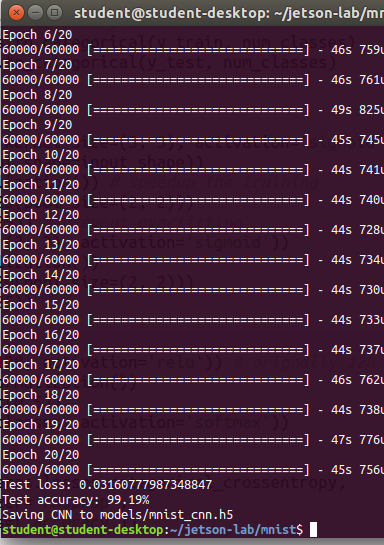 student@student-desktop: ~/jetson-lab/mni
Epoch 6/20
60000/60000 [==============================] - 46s 759u
Epoch 7/20
60000/60000 [==============================] - 46s 761u
Epoch 8/20
60000/60000 [==============================] - 49s 825u
Epoch 9/20
60000/60000 [==============================] - 45s 745u
Epoch 10/20
60000/60000 [==============================] - 44s 741u
Epoch 11/20
60000/60000 [==============================] - 44s 740u
Epoch 12/20
60000/60000 [==============================] - 44s 728u
Epoch 13/20
60000/60000 [==============================] - 44s 734u
Epoch 14/20
60000/60000 [==============================] - 44s 730u
Epoch 15/20
60000/60000 [==============================] - 44s 733u
Epoch 16/20
60000/60000 [==============================] - 44s 737u
Epoch 17/20
60000/60000 [==============================] - 46s 762u
Epoch 18/20
60000/60000 [==============================] - 44s 738u
Epoch 19/20
60000/60000 [==============================] - 47s 776u
Epoch 20/20
60000/60000 [==============================] - 45s 756u
Test loss: 0.03160777987348847
Test accuracy: 99.19%
Saving CNN to models/mnist_cnn.h5
student@student-desktop:~/jetson-lab/mnist$